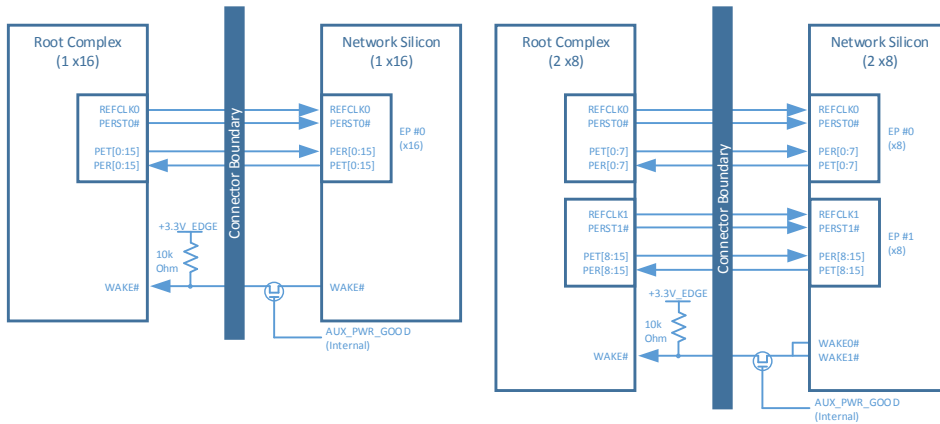 Root Complex
(1 x16)
REFCLK0
PERST0#
PET[0:15]
PER[0:15]
+3.3V_EDGE
10k
Ohm
WAKE#
Connector Boundary
Network Silicon
(1 x16)
REFCLK0
PERST0#
PER[0:15]
PET[0:15]
EP #0
(x16)
WAKE#
AUX_PWR_GOOD
(Internal)
Root Complex
(2 x8)
REFCLK0
PERST0#
PET[0:7]
PER[0:7]
REFCLK1
PERST1#
PET[8:15]
PER[8:15]
+3.3V_EDGE
10k
Ohm
WAKE#
Connector Boundary
Network Silicon
(2 x8)
REFCLK0
PERST0#
PER[0:7]
PET[0:7]
EP #0
(x8)
REFCLK1
PERST1#
PER[8:15]
PET[8:15]
EP #1
(x8)
WAKE0#
WAKE1#
AUX_PWR_GOOD
(Internal)